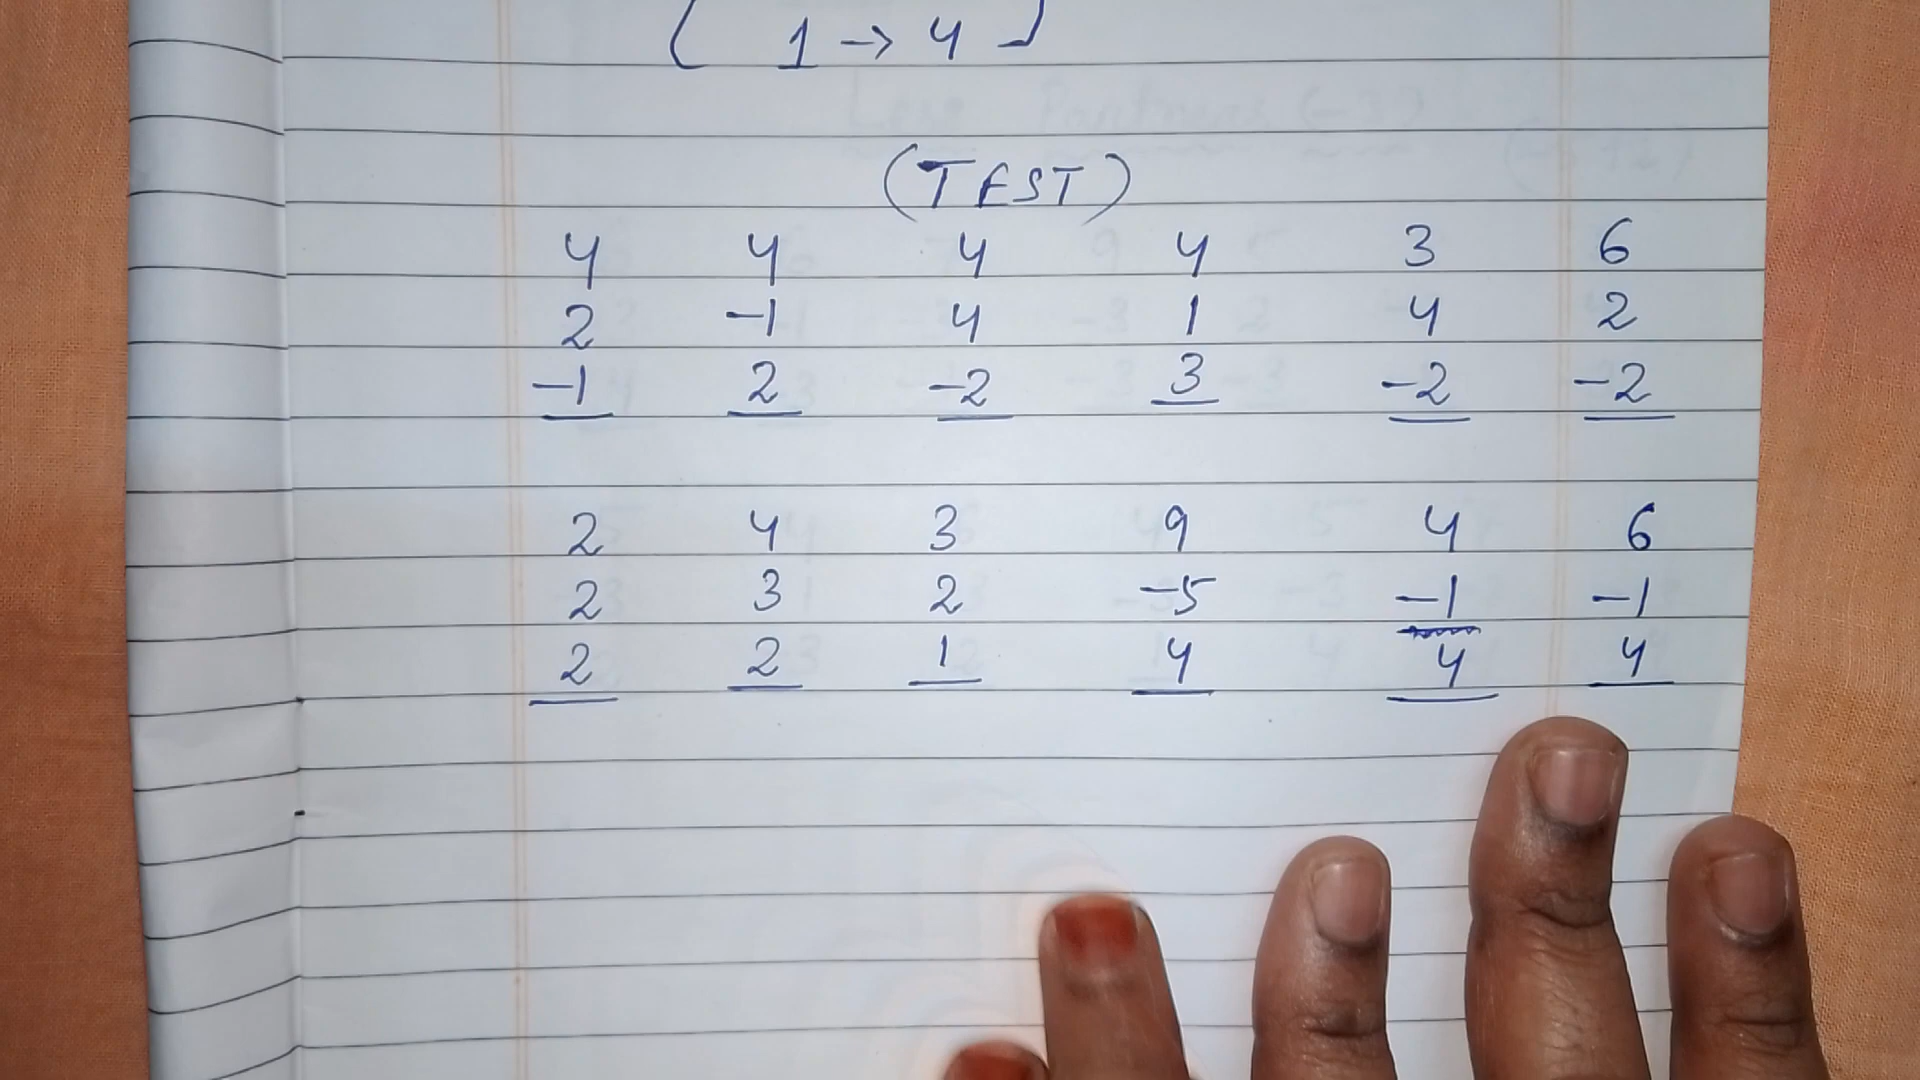 ( 1 → 4 )
(TEST)
4 4 4 4 3 6
2 -1 4 1 4 2
-1 2 -2 3 -2 -2
2 4 3 9 4 6
2 3 2 -5 -1 -1
2 2 1 4 4 4